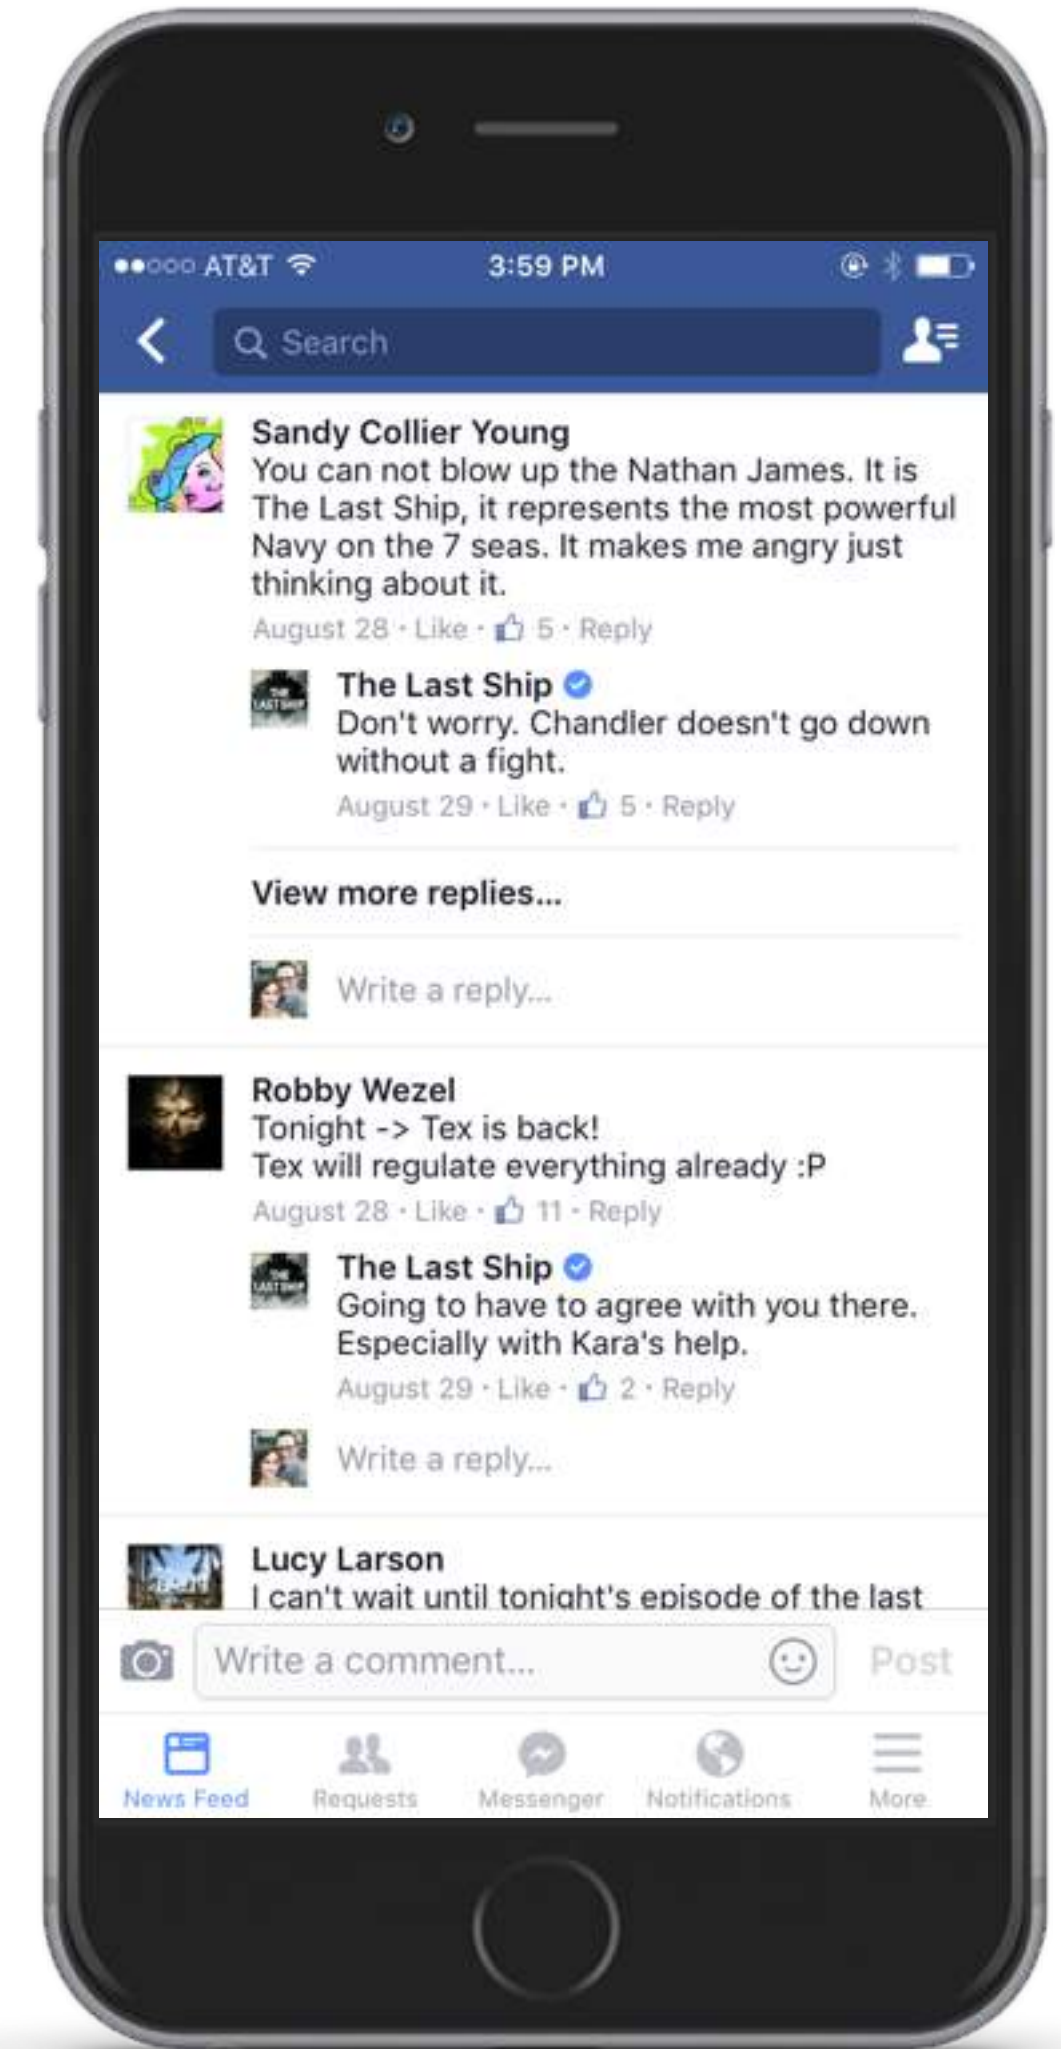 AT&T 3:59 PM
Search
Sandy Collier Young
You can not blow up the Nathan James. It is
The Last Ship, it represents the most powerful
Navy on the 7 seas. It makes me angry just
thinking about it.
August 28 · Like · 5 · Reply
THE
LAST SHIP
The Last Ship
Don't worry. Chandler doesn't go down
without a fight.
August 29 · Like · 5 · Reply
View more replies...
Write a reply...
Robby Wezel
Tonight -> Tex is back!
Tex will regulate everything already :P
August 28 · Like · 11 · Reply
THE
LAST SHIP
The Last Ship
Going to have to agree with you there.
Especially with Kara's help.
August 29 · Like · 2 · Reply
Write a reply...
Lucy Larson
I can't wait until tonight's episode of the last
Write a comment...
Post
News Feed Requests Messenger Notifications More